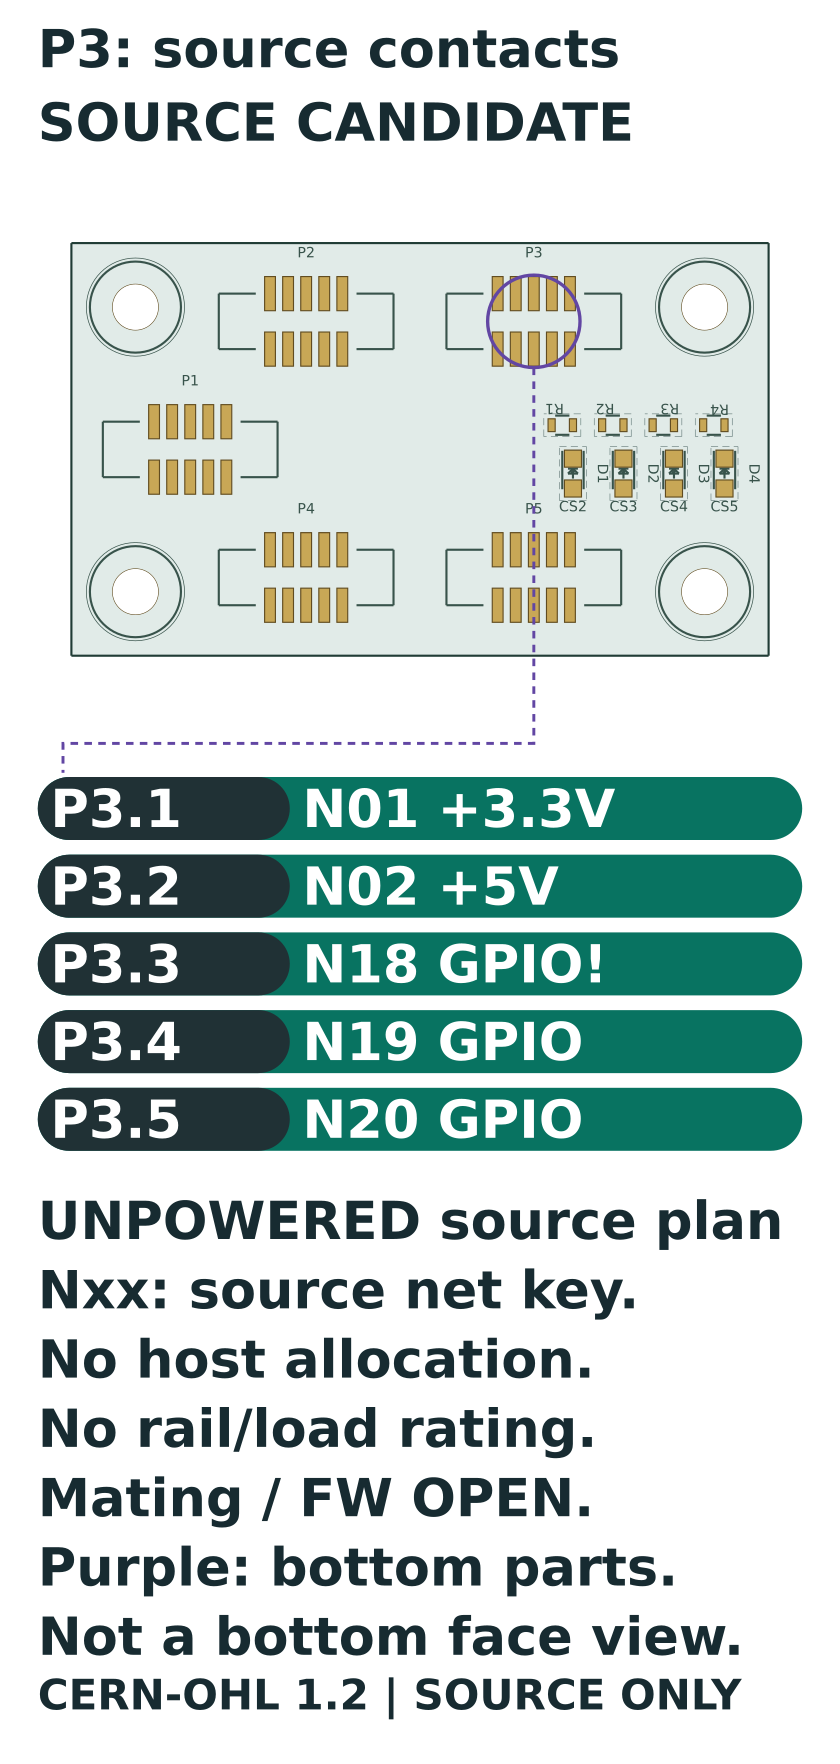 P3: source contacts
SOURCE CANDIDATE
P2
P3
P1
R1 R2 R3 R4
D1 D2 D3 D4
CS2 CS3 CS4 CS5
P4
P5
P3.1 N01 +3.3V
P3.2 N02 +5V
P3.3 N18 GPIO!
P3.4 N19 GPIO
P3.5 N20 GPIO
UNPOWERED source plan
Nxx: source net key.
No host allocation.
No rail/load rating.
Mating / FW OPEN.
Purple: bottom parts.
Not a bottom face view.
CERN-OHL 1.2 | SOURCE ONLY